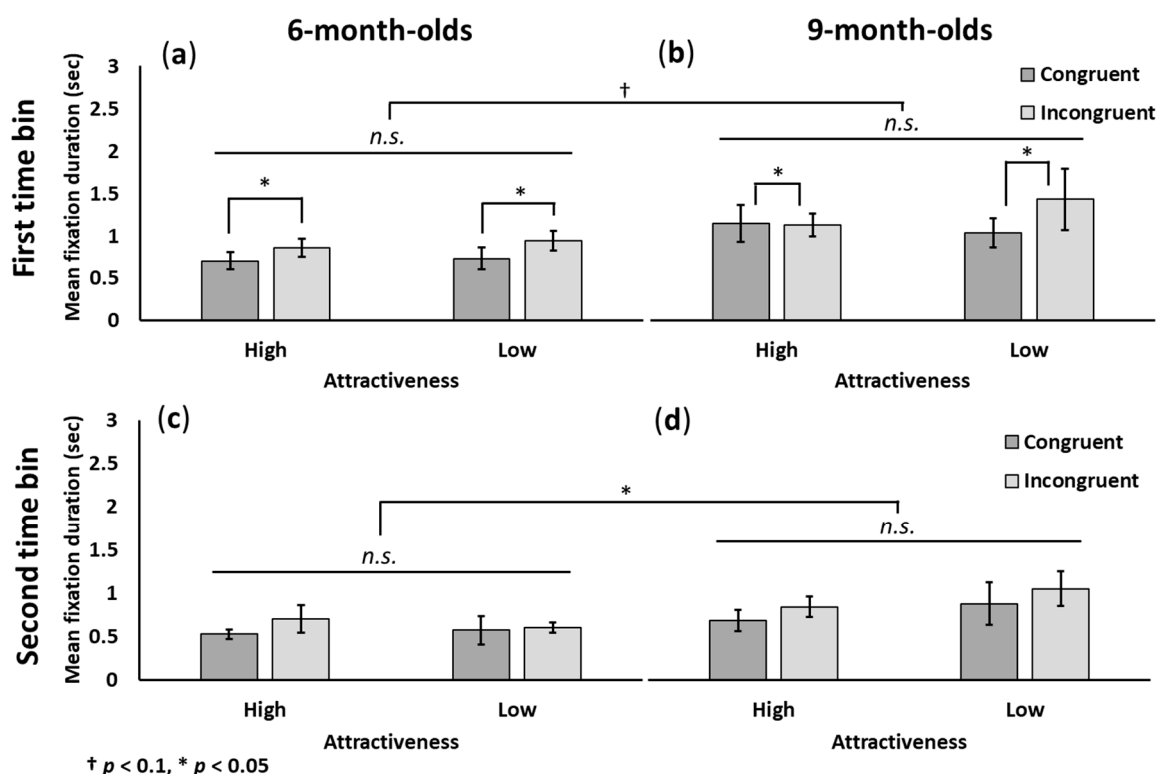 6-month-olds
9-month-olds
First time bin
(a)
Mean fixation duration (sec)
3
2.5
2
1.5
1
0.5
0
n.s.
*
*
High
Low
Attractiveness
†
(b)
Congruent
Incongruent
n.s.
*
*
High
Low
Attractiveness
Second time bin
(c)
Mean fixation duration (sec)
3
2.5
2
1.5
1
0.5
0
n.s.
High
Low
Attractiveness
*
(d)
Congruent
Incongruent
n.s.
High
Low
Attractiveness
† p < 0.1, * p < 0.05